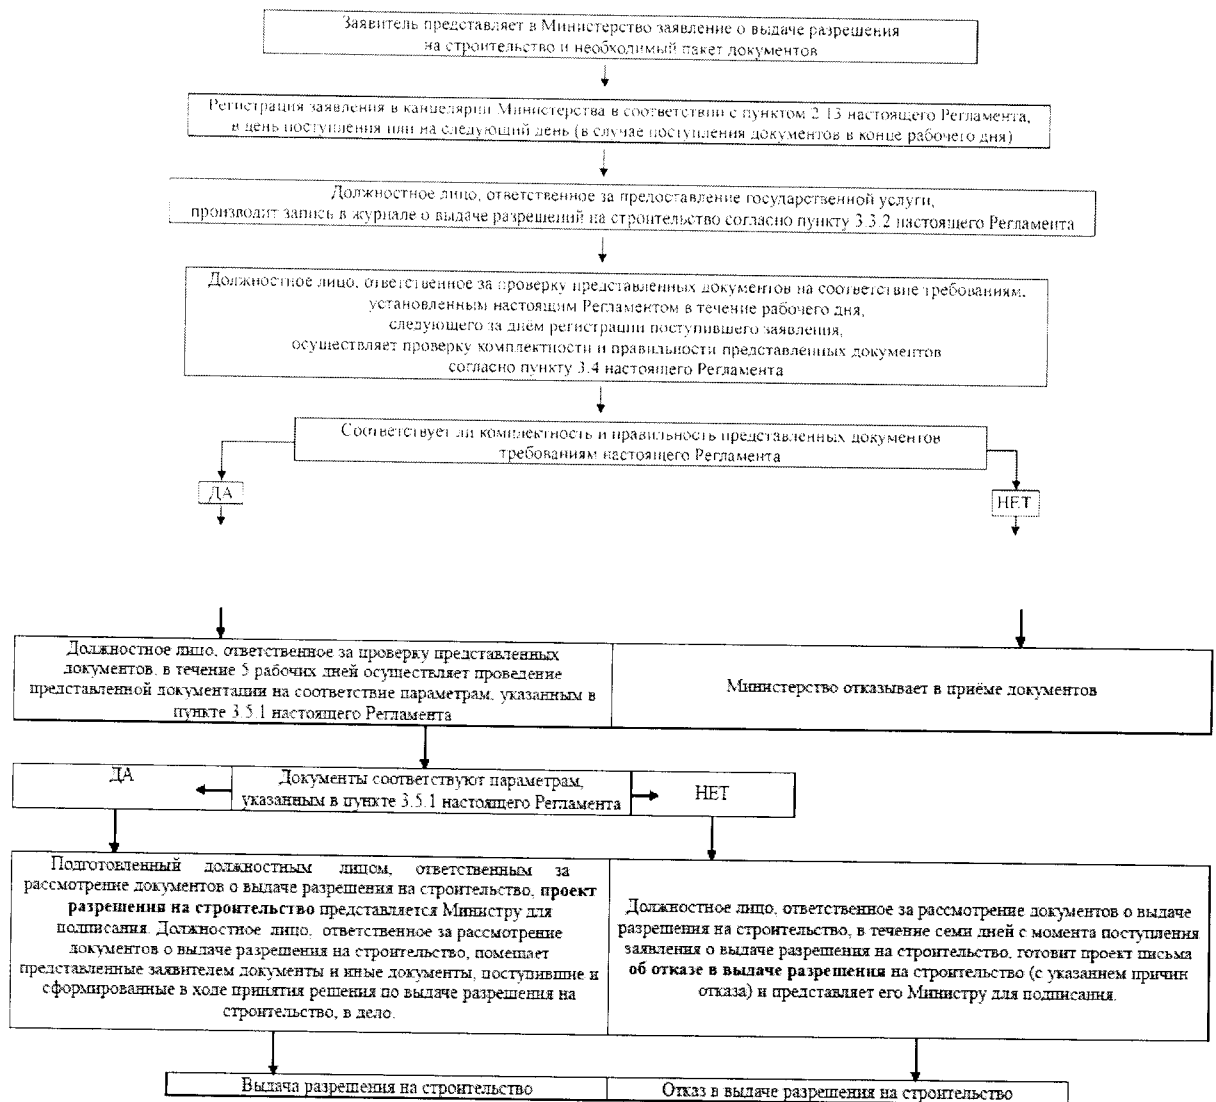 Заявитель представляет в Министерство заявление о выдаче разрешения
на строительство и необходимый пакет документов
Регистрация заявления в канцелярии Министерства в соответствии с пунктом 2.13 настоящего Регламента,
в день поступления или на следующий день (в случае поступления документов в конце рабочего дня)
Должностное лицо, ответственное за предоставление государственной услуги,
производит запись в журнале о выдаче разрешений на строительство согласно пункту 3.3.2 настоящего Регламента
Должностное лицо, ответственное за проверку представленных документов на соответствие требованиям,
установленным настоящим Регламентом в течение рабочего дня,
следующего за днём регистрации поступившего заявления,
осуществляет проверку комплектности и правильности представленных документов
согласно пункту 3.4 настоящего Регламента
Соответствует ли комплектность и правильность представленных документов
требованиям настоящего Регламента
ДА
НЕТ
Должностное лицо, ответственное за проверку представленных
документов, в течение 5 рабочих дней осуществляет проведение
представленной документации на соответствие параметрам, указанным в
пункте 3.5.1 настоящего Регламента
Министерство отказывает в приёме документов
ДА
Документы соответствуют параметрам,
указанным в пункте 3.5.1 настоящего Регламента
НЕТ
Подготовленный должностным лицом, ответственным за
рассмотрение документов о выдаче разрешения на строительство, проект
разрешения на строительство представляется Министру для
подписания. Должностное лицо, ответственное за рассмотрение
документов о выдаче разрешения на строительство, помещает
представленные заявителем документы и иные документы, поступившие и
сформированные в ходе принятия решения по выдаче разрешения на
строительство, в дело.
Должностное лицо, ответственное за рассмотрение документов о выдаче
разрешения на строительство, в течение семи дней с момента поступления
заявления о выдаче разрешения на строительство, готовит проект письма
об отказе в выдаче разрешения на строительство (с указанием причин
отказа) и представляет его Министру для подписания.
Выдача разрешения на строительство
Отказ в выдаче разрешения на строительство